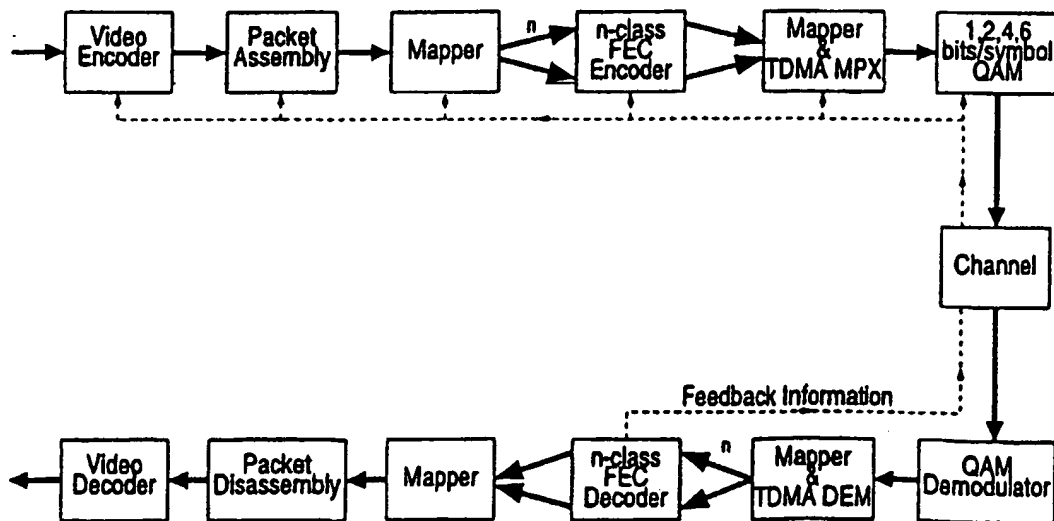 Video
Encoder
Packet
Assembly
Mapper
n
n-class
FEC
Encoder
Mapper
&
TDMA MPX
1,2,4,6
bits/symbol
QAM
Channel
Feedback Information
Video
Decoder
Packet
Disassembly
Mapper
n-class
FEC
Decoder
n
Mapper
&
TDMA DEM
QAM
Demodulator